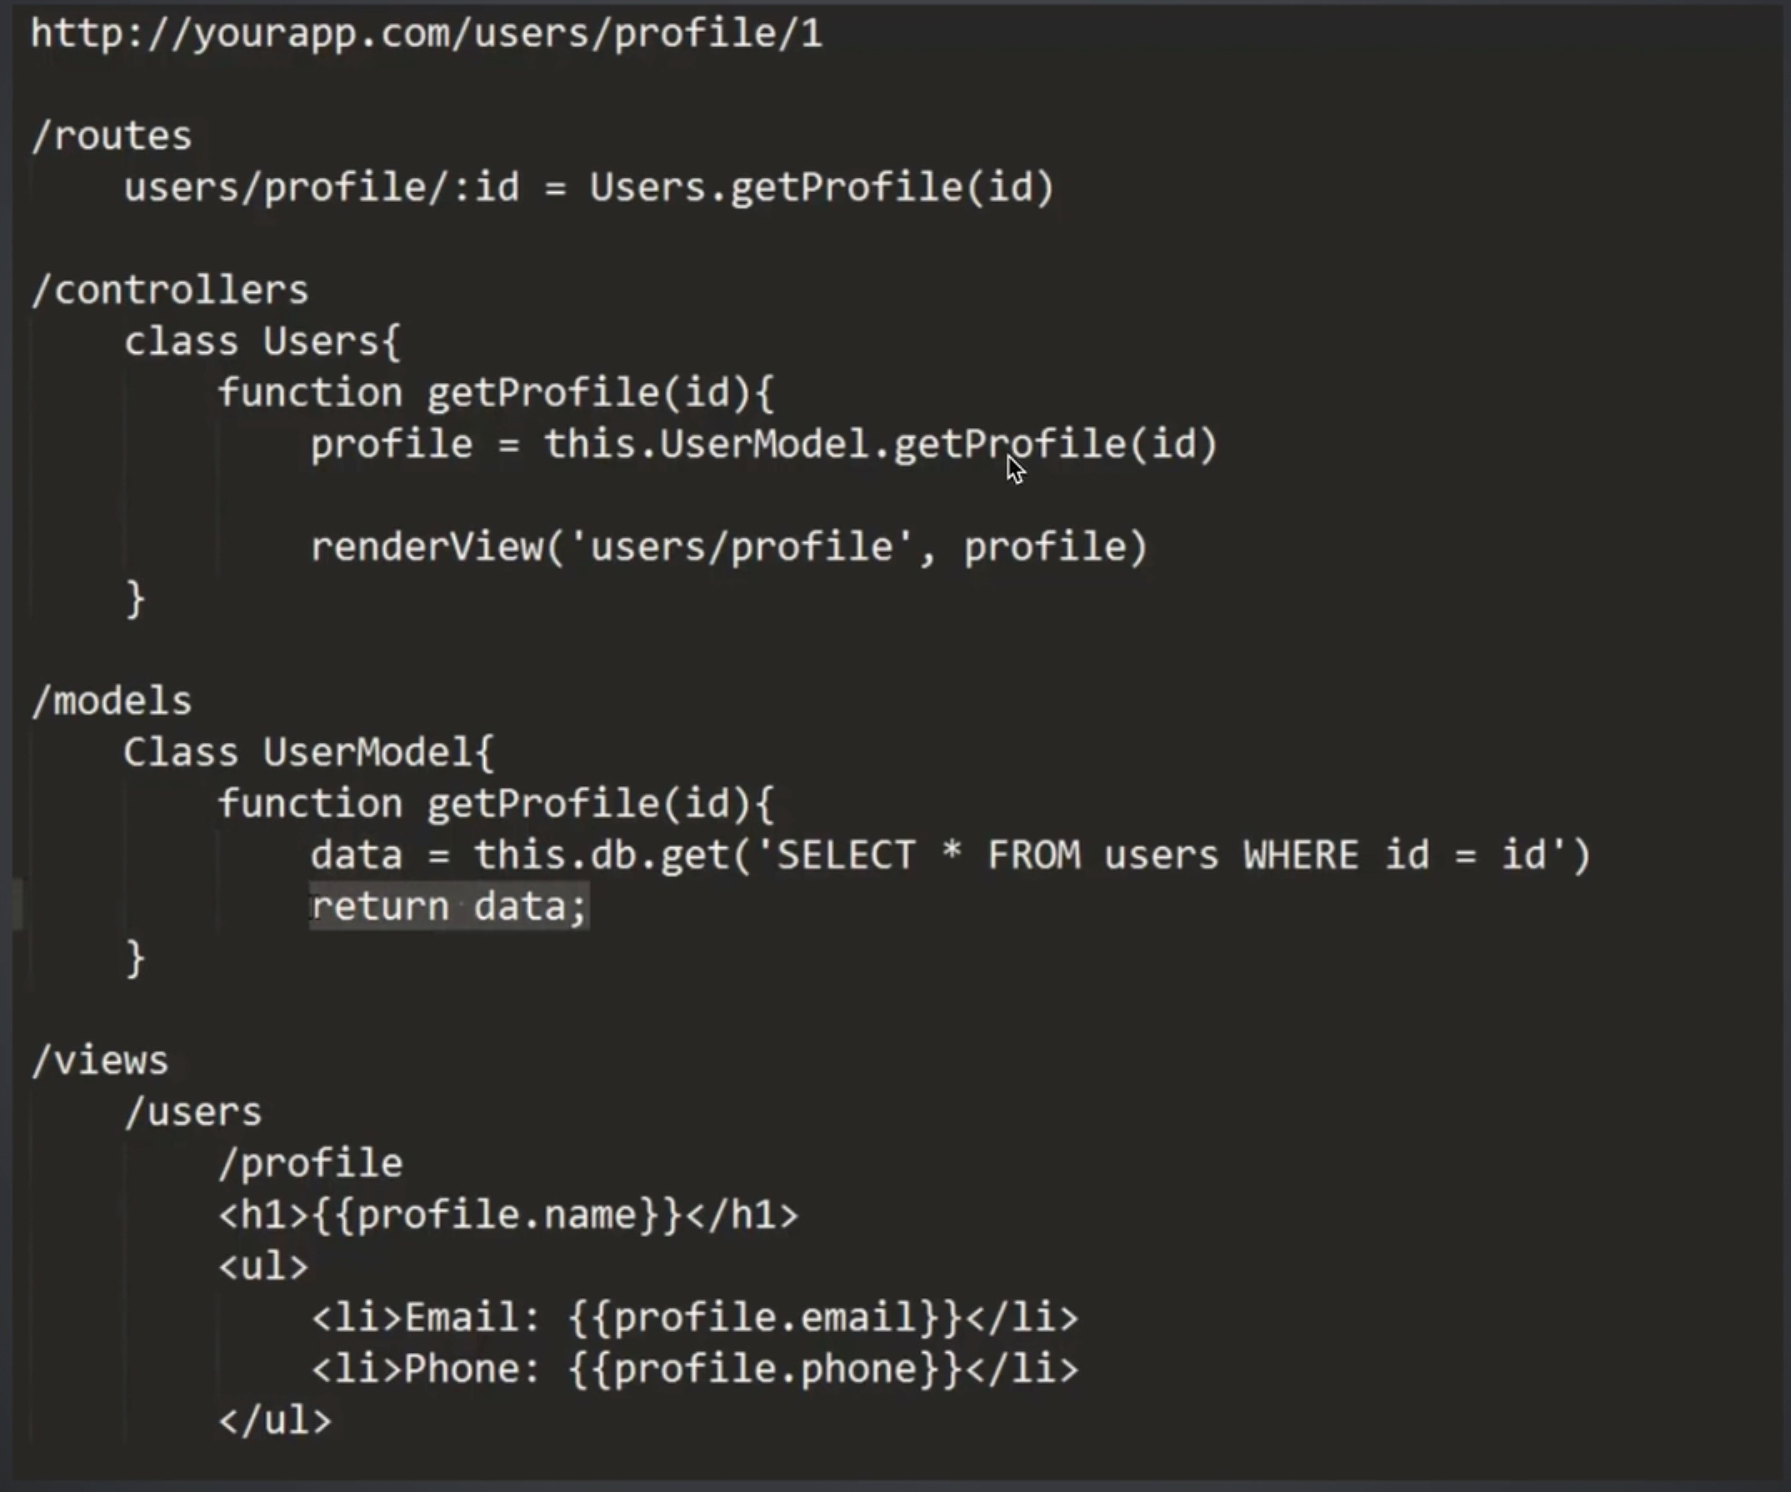 http://yourapp.com/users/profile/1
/routes
users/profile/:id = Users.getProfile(id)
/controllers
class Users{
function getProfile(id){
profile = this.UserModel.getProfile(id)
renderView('users/profile', profile)
}
/models
Class UserModel{
function getProfile(id){
data = this.db.get('SELECT * FROM users WHERE id = id')
return data;
}
/views
/users
/profile
<h1>{{profile.name}}</h1>
<ul>
<li>Email: {{profile.email}}</li>
<li>Phone: {{profile.phone}}</li>
</ul>